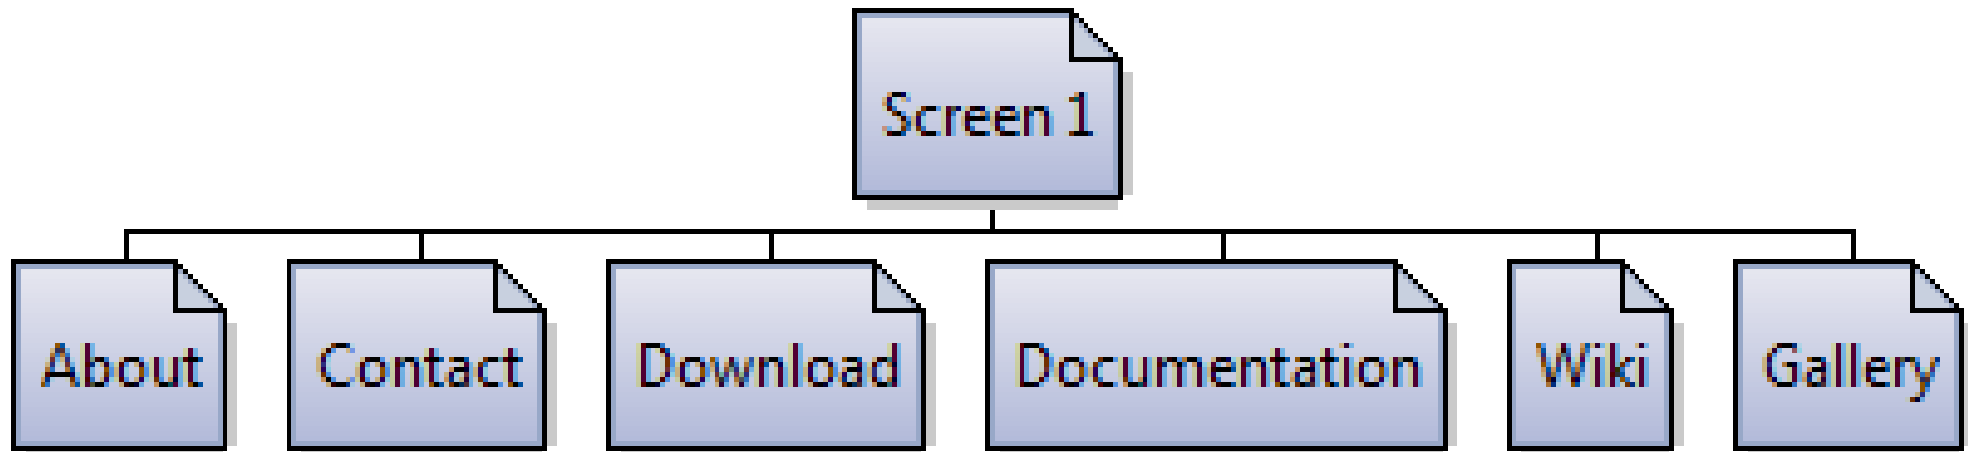 Screen 1
About
Contact
Download
Documentation
Wiki
Gallery